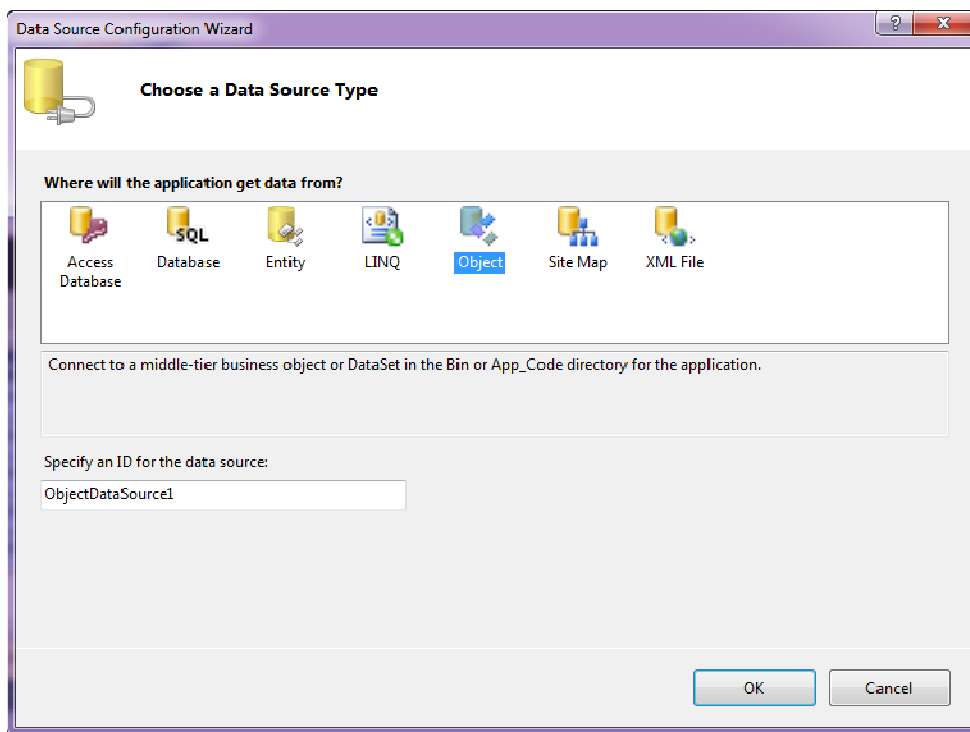 Data Source Configuration Wizard
?
Choose a Data Source Type
Where will the application get data from?
SQL
Access Database
Database
Entity
LINQ
Object
Site Map
XML File
Connect to a middle-tier business object or DataSet in the Bin or App_Code directory for the application.
Specify an ID for the data source:
ObjectDataSource1
OK
Cancel